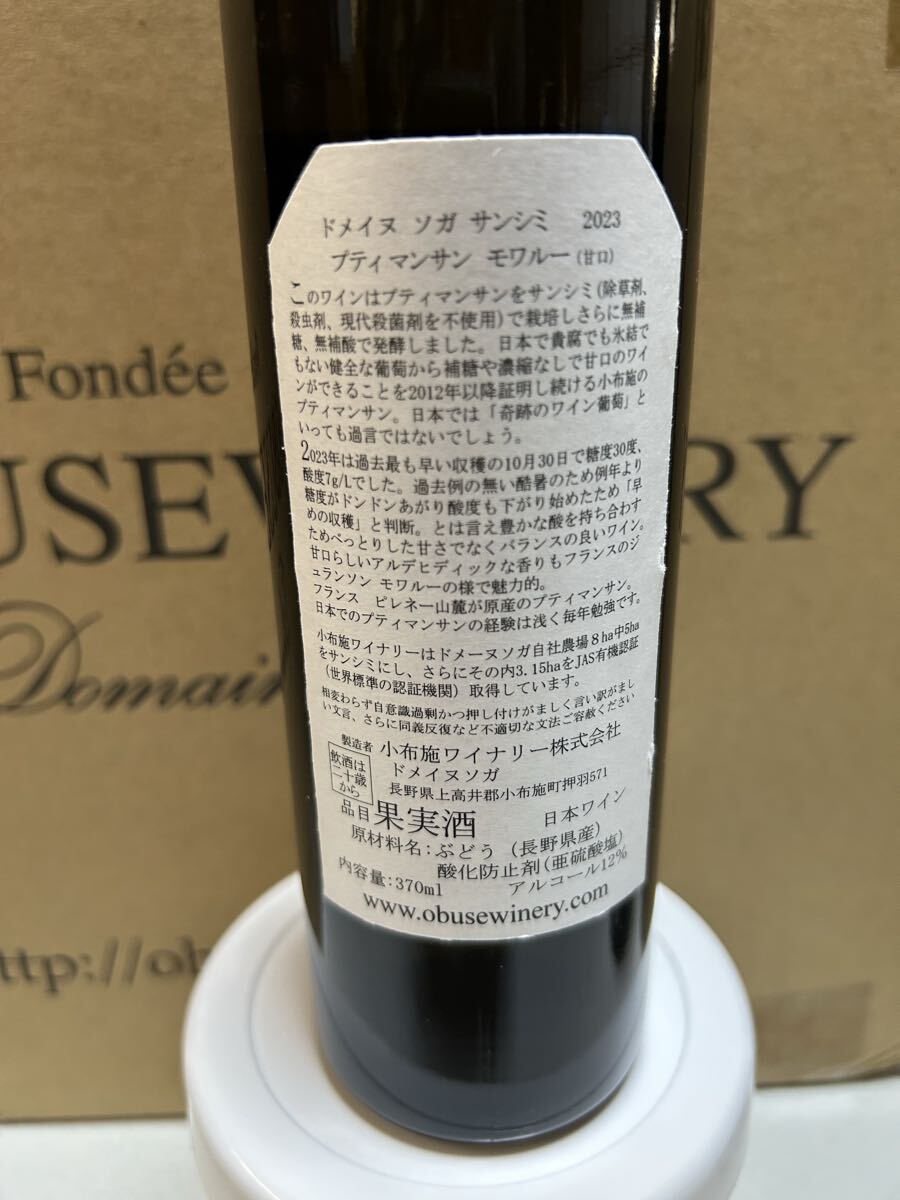 ドメイヌ ソガ サンシミ 2023
プティマンサン モワルー(甘口)
このワインはプティマンサンをサンシミ(除草剤、
殺虫剤、現代殺菌剤を不使用)で栽培しさらに無補
糖、無補酸で発酵しました。日本で貴腐でも氷結で
もない健全な葡萄から補糖や濃縮なしで甘口のワイ
ンができることを2012年以降証明し続ける小布施の
プティマンサン。日本では「奇跡のワイン葡萄」と
いっても過言ではないでしょう。
2023年は過去最も早い収穫の10月30日で糖度30度、
酸度7g/Lでした。過去例の無い酷暑のため例年より
糖度がドンドンあがり酸度も下がり始めたため「早
めの収穫」と判断。とは言え豊かな酸を持ち合わす
ためべっとりした甘さでなくバランスの良いワイン。
甘口らしいアルデヒディックな香りもフランスのジ
ュランソン モワルーの様で魅力的。
フランス ピレネー山麓が原産のプティマンサン。
日本でのプティマンサンの経験は浅く毎年勉強です。
小布施ワイナリーはドメーヌソガ自社農場8ha中5ha
をサンシミにし、さらにその内3.15haをJAS有機認証
(世界標準の認証機関)取得しています。
相変わらず自意識過剰かつ押し付けがましく言い訳がまし
い文言、さらに同義反復など不適切な文法ご容赦ください
製造者 小布施ワイナリー株式会社
飲酒は
二十歳
から
ドメイヌソガ
長野県上高井郡小布施町押羽571
品目果実酒 日本ワイン
原材料名:ぶどう(長野県産)
酸化防止剤(亜硫酸塩)
内容量:370ml アルコール12%
www.obusewinery.com
Fondée
USEW RY
Domain
ttp://ob